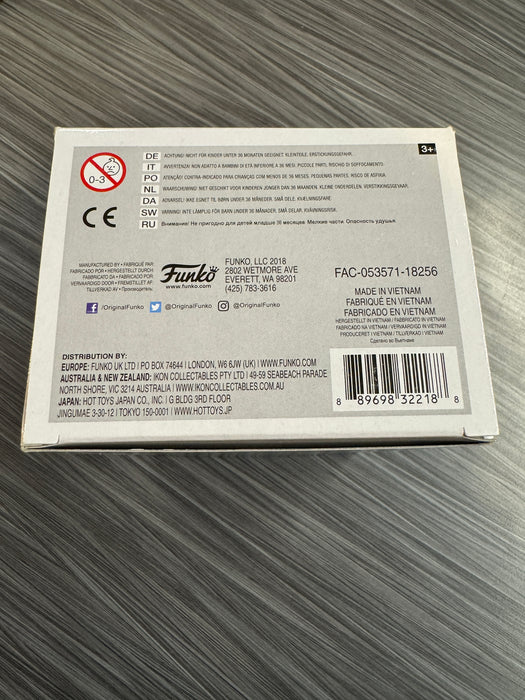 3+
0-3
DE ACHTUNG! NICHT FÜR KINDER UNTER 36 MONATEN GEEIGNET. KLEINTEILE. ERSTICKUNGSGEFAHR.
IT AVVERTENZA! NON ADATTO A BAMBINI DI ETÀ INFERIORE A 36 MESI. PICCOLE PARTI. RISCHIO DI SOFFOCAMENTO.
PO ATENÇÃO! CONTRA INDICADO PARA CRIANÇAS COM MENOS DE 36 MESES. PEQUENAS PARTES. RISCO DE ASFIXIA.
NL WAARSCHUWING! NIET GESCHIKT VOOR KINDEREN JONGER DAN 36 MAANDEN. KLEINE ONDERDELEN. VERSTIKKINGSGEVAAR.
DA ADVARSEL! IKKE EGNET TIL BØRN UNDER 36 MÅNEDER. SMÅ DELE. KVÆLNINGSFARE.
SW VARNING! INTE LÄMPLIG FÖR BARN UNDER 36 MÅNADER. SMÅ DELAR. KVÄVNINGSRISK.
RU Внимание! Не пригодно для детей младше 36 месяцев. Мелкие части. Опасность удушья.
CE
MANUFACTURED BY • FABRIQUÉ PAR
FABRICADO POR • HERGESTELLT DURCH
FABBRICATO DA • FABRICADO POR
VERVAARDIGD DOOR • FREMSTILLET AF
TILLVERKAD AV • Производитель
Funko
www.funko.com
FUNKO, LLC 2018
2802 WETMORE AVE
EVERETT, WA 98201
(425) 783-3616
f /OriginalFunko @OriginalFunko @OriginalFunko
FAC-053571-18256
MADE IN VIETNAM
FABRIQUÉ EN VIETNAM
FABRICADO EN VIETNAM
HERGESTELLT IN VIETNAM | FABBRICATO IN VIETNAM
FABRICADO NA VIETNAM | VERVAARDIGD IN VIETNAM
PRODUCERET I VIETNAM | TILLVERKAD I VIETNAM
Сделано во Вьетнаме
DISTRIBUTION BY:
EUROPE: FUNKO UK LTD | PO BOX 74644 | LONDON, W6 6JW (UK) | WWW.FUNKO.COM
AUSTRALIA & NEW ZEALAND: IKON COLLECTABLES PTY LTD | 49-59 SEABEACH PARADE
NORTH SHORE, VIC 3214 AUSTRALIA | WWW.IKONCOLLECTABLES.COM.AU
JAPAN: HOT TOYS JAPAN CO., INC. | G BLDG 3RD FLOOR
JINGUMAE 3-30-12 | TOKYO 150-0001 | WWW.HOTTOYS.JP
8 89698 32218 8